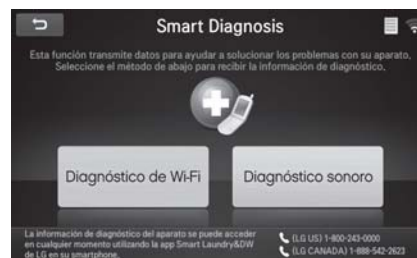 Smart Diagnosis
Esta función transmite datos para ayudar a solucionar los problemas con su aparato.
Seleccione el método de abajo para recibir la información de diagnóstico.
Diagnóstico de Wi-Fi
Diagnóstico sonoro
La información de diagnóstico del aparato se puede acceder
en cualquier momento utilizando la app Smart Laundry&DW
de LG en su smartphone.
(LG US) 1-800-243-0000
(LG CANADA) 1-888-542-2623